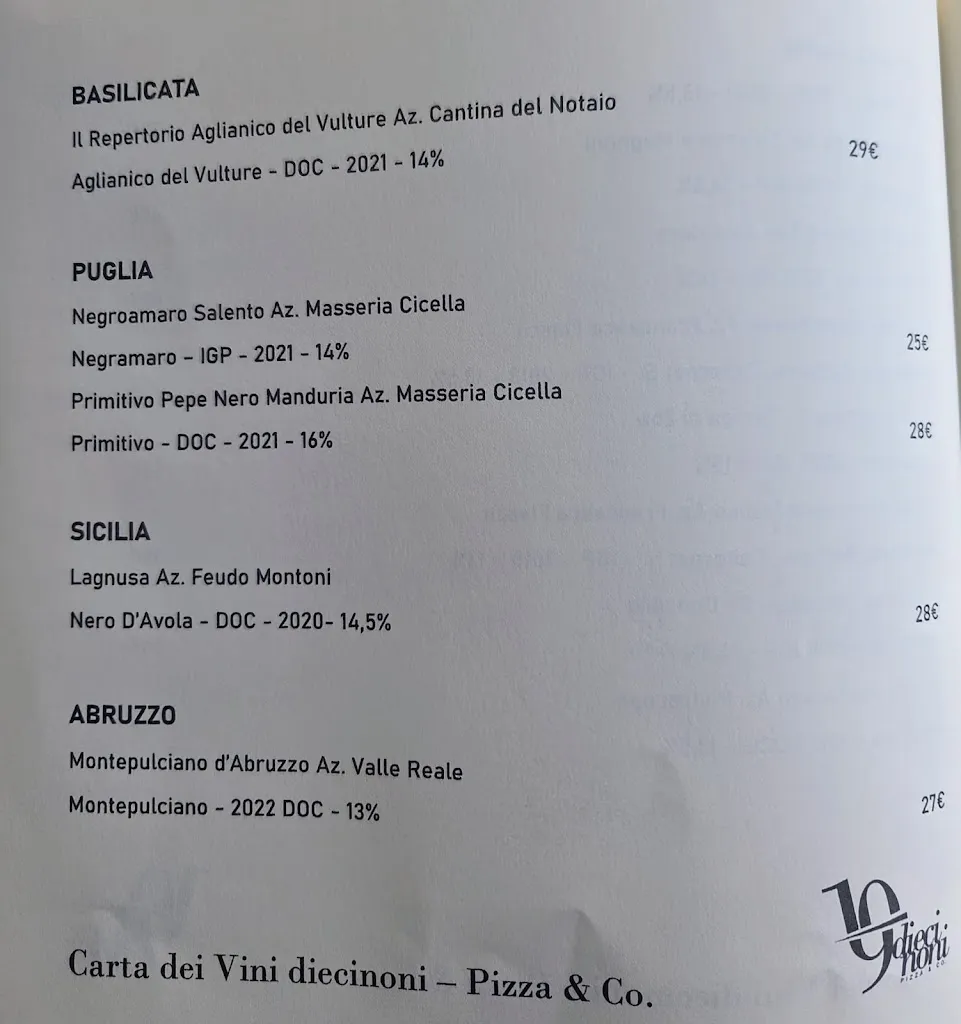 BASILICATA
Il Repertorio Aglianico del Vulture Az. Cantina del Notaio
Aglianico del Vulture - DOC - 2021 - 14% 29€
PUGLIA
Negroamaro Salento Az. Masseria Cicella
Negramaro - IGP - 2021 - 14% 25€
Primitivo Pepe Nero Manduria Az. Masseria Cicella
Primitivo - DOC - 2021 - 16% 28€
SICILIA
Lagnusa Az. Feudo Montoni
Nero D'Avola - DOC - 2020- 14,5% 28€
ABRUZZO
Montepulciano d'Abruzzo Az. Valle Reale
Montepulciano - 2022 DOC - 13% 27€
19
dieci
noni
PIZZA & CO.
Carta dei Vini diecinoni – Pizza & Co.